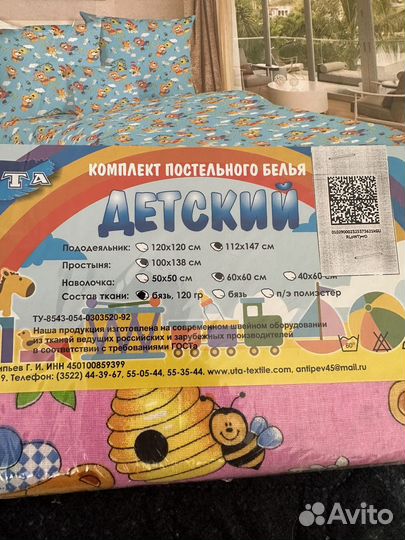 ТА
КОМПЛЕКТ ПОСТЕЛЬНОГО БЕЛЬЯ
ДЕТСКИЙ
Пододеяльник: 120х120 см 112х147 см
Простыня: 100х138 см
Наволочка: 50х50 см 60х60 см 40х60 см
Состав ткани: бязь, 120 гр бязь п/э полиэстер
ТУ-8543-054-0303520-92
Наша продукция изготовлена на современном швейном оборудовании
из тканей ведущих российских и зарубежных производителей
в соответствии с требованиями ГОСТа
пьев Г. И. ИНН 450100859399
9. Телефон: (3522) 44-39-67, 55-05-44, 55-35-44. www.uta-textile.com, antipev45@mail.ru
60°
Avito